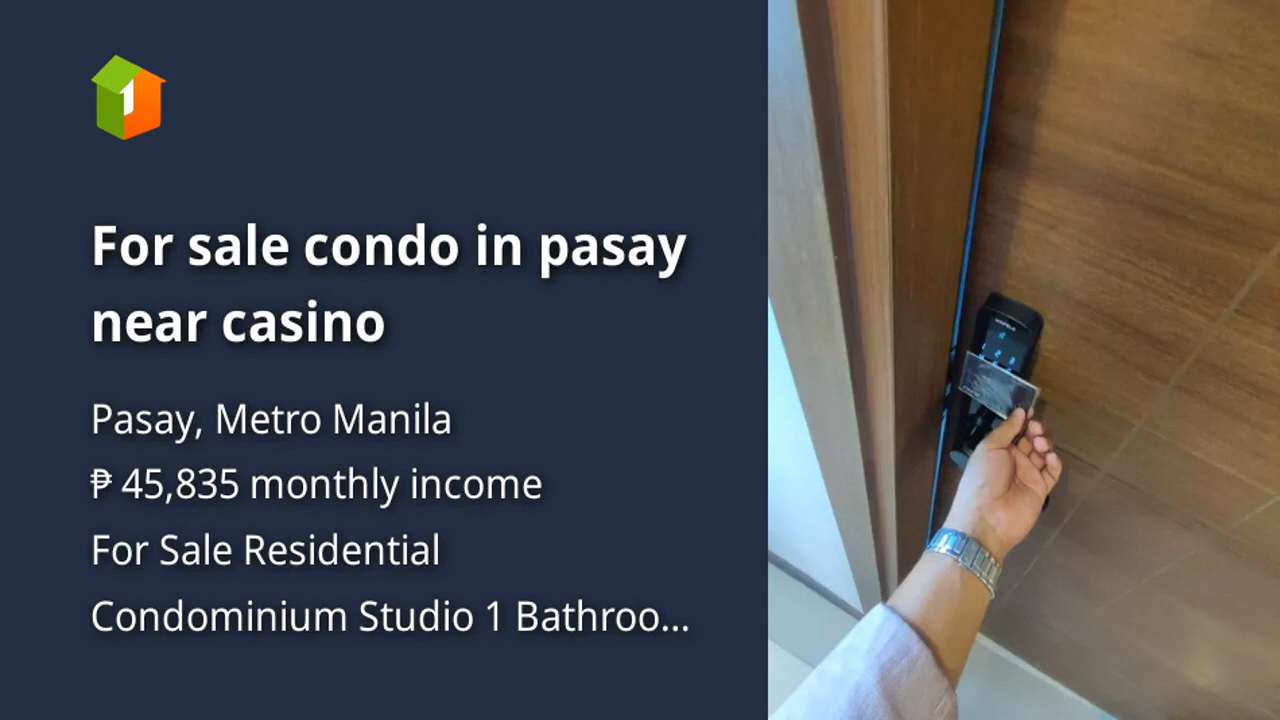 For sale condo in pasay
near casino
Pasay, Metro Manila
₱ 45,835 monthly income
For Sale Residential
Condominium Studio 1 Bathroo...